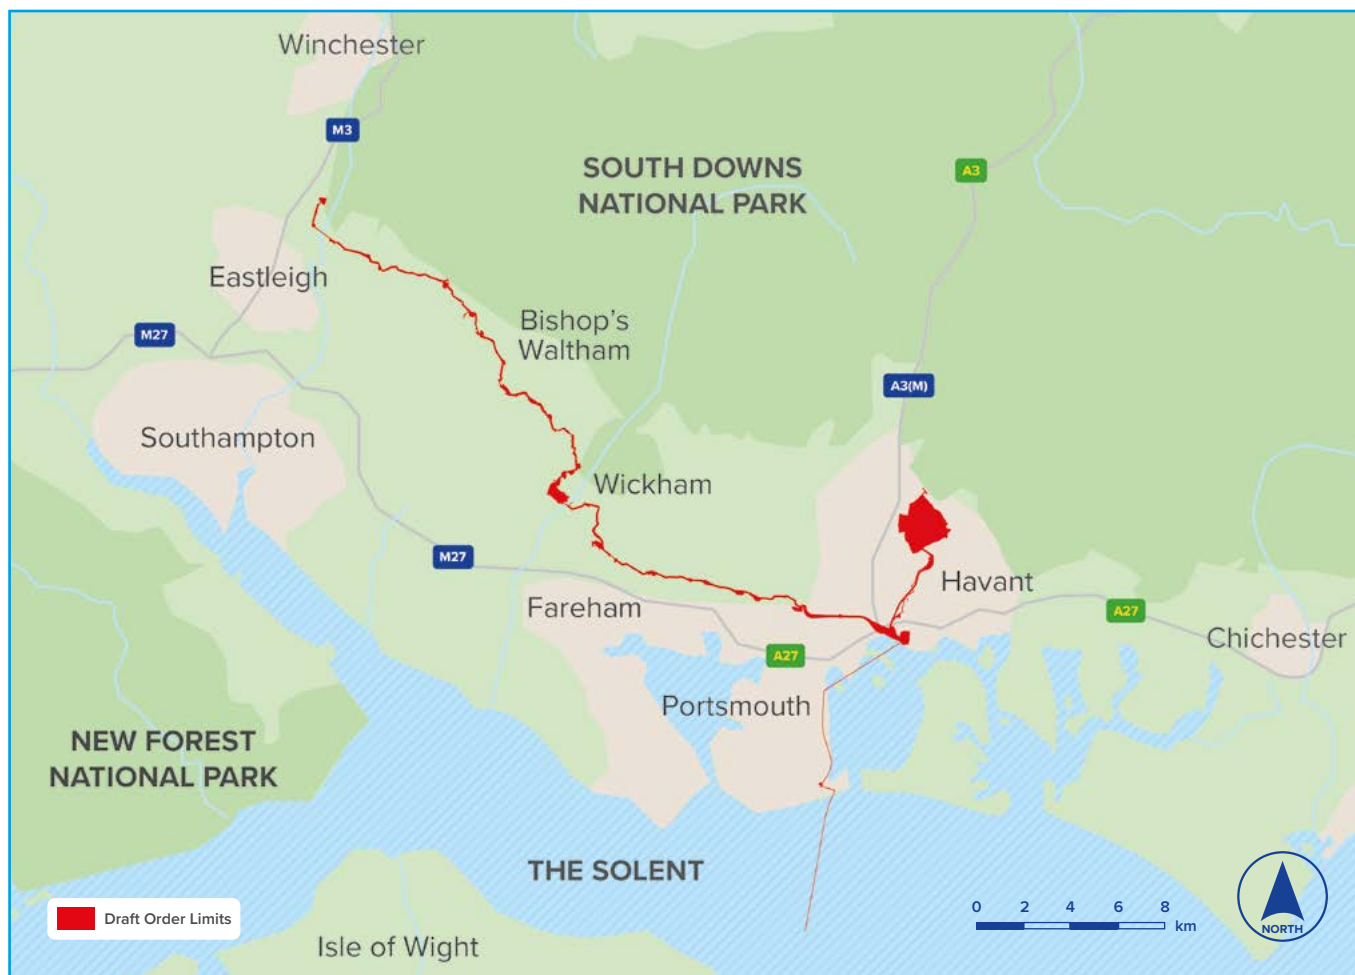 Winchester
M3
SOUTH DOWNS
NATIONAL PARK
A3
Eastleigh
Bishop's
Waltham
M27
A3(M)
Southampton
Wickham
M27
Havant
Fareham
A27
Chichester
A27
Portsmouth
NEW FOREST
NATIONAL PARK
THE SOLENT
Draft Order Limits
Isle of Wight
0 2 4 6 8
km
NORTH